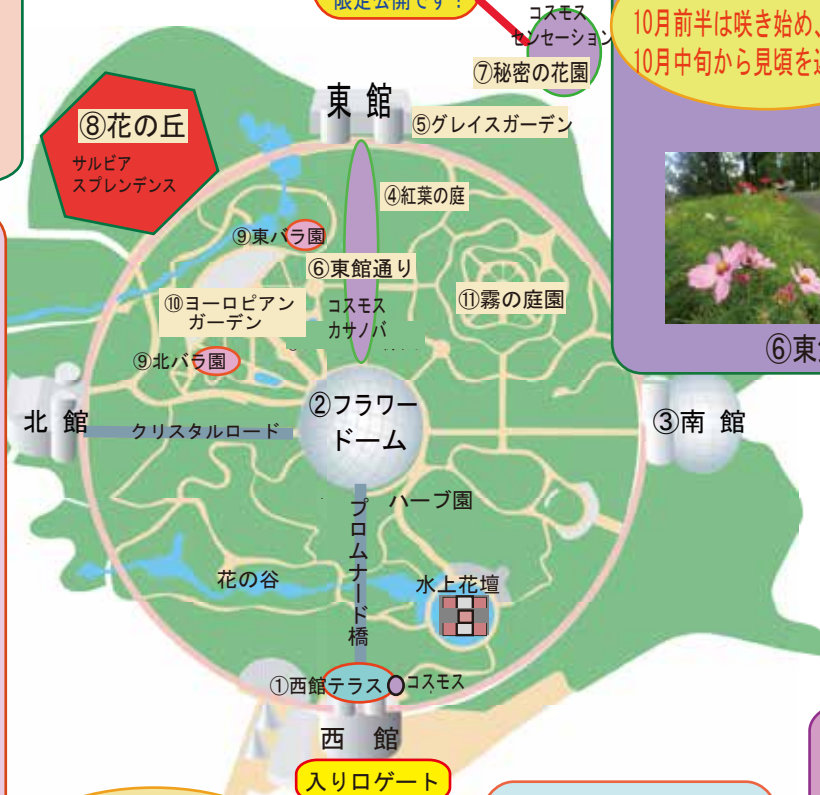 限定公開です！
コスモス
センセーション
⑦秘密の花園
10月前半は咲き始め、
10月中旬から見頃を
東館
⑤グレイスガーデン
⑧花の丘
サルビア
スプレンデンス
④紅葉の庭
⑨東バラ園
⑥東館通り
コスモス
カサノバ
⑩ヨーロピアン
ガーデン
⑪霧の庭園
⑨北バラ園
⑥東
北館
クリスタルロード
②フラワー
ドーム
③南館
ハーブ園
プロムナード橋
花の谷
水上花壇
①西館テラス
コスモス
西館
入り口ゲート